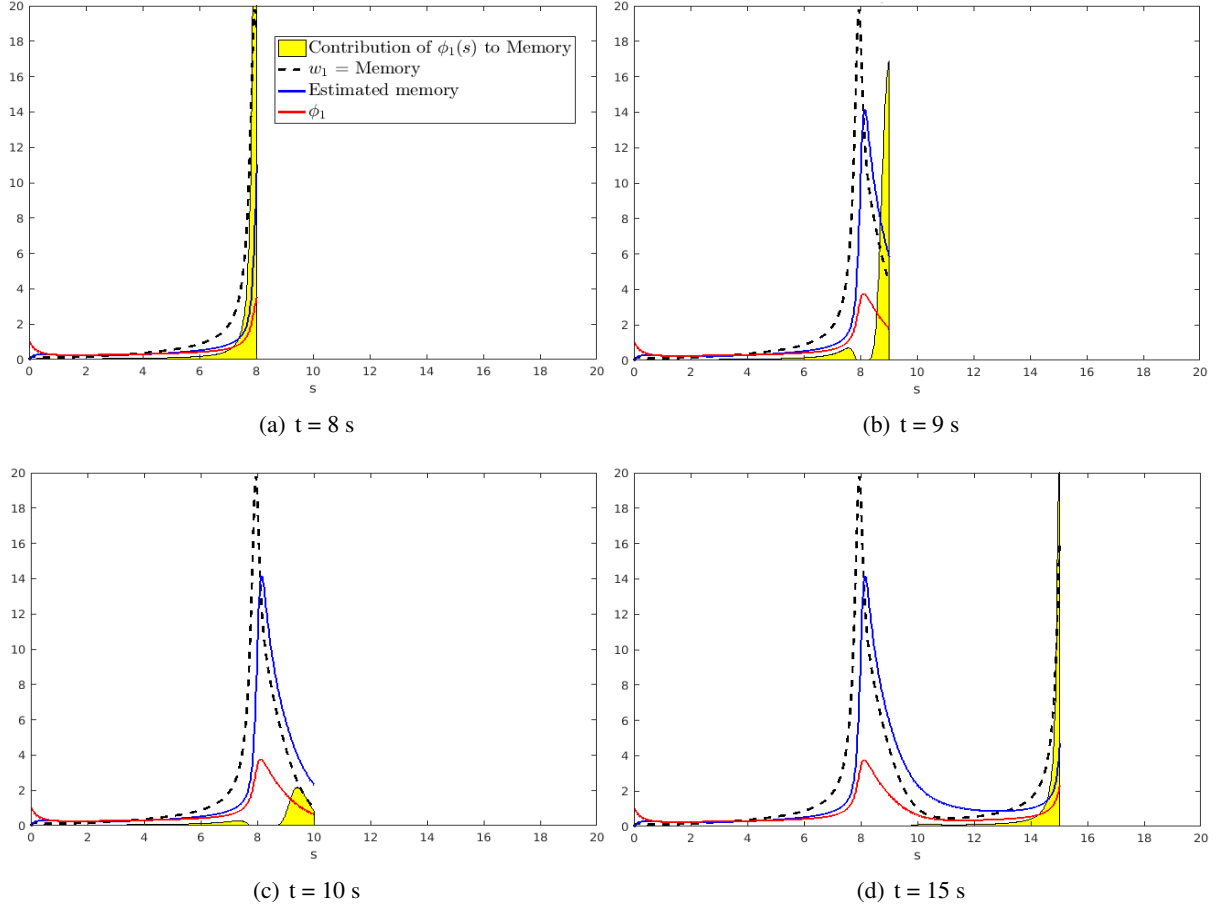 20
18
16
14
12
10
8
6
4
2
0
0 2 4 6 8 10 12 14 16 18 20
s
Contribution of ϕ₁(s) to Memory
w₁ = Memory
Estimated memory
ϕ₁
(a) t = 8 s
20
18
16
14
12
10
8
6
4
2
0
0 2 4 6 8 10 12 14 16 18 20
s
(b) t = 9 s
20
18
16
14
12
10
8
6
4
2
0
0 2 4 6 8 10 12 14 16 18 20
s
(c) t = 10 s
20
18
16
14
12
10
8
6
4
2
0
0 2 4 6 8 10 12 14 16 18 20
s
(d) t = 15 s